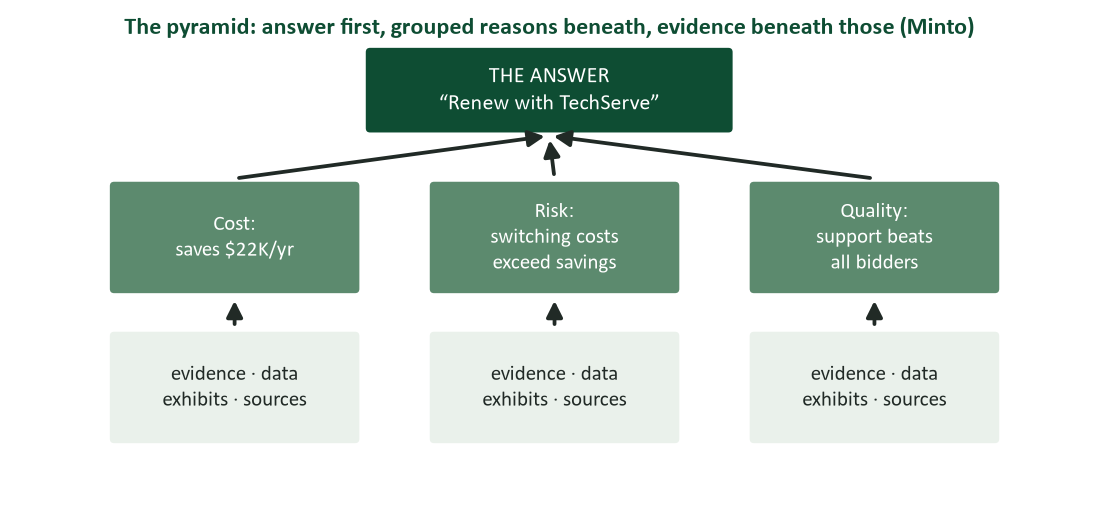 The pyramid: answer first, grouped reasons beneath, evidence beneath those (Minto)
THE ANSWER
“Renew with TechServe”
Cost:
saves $22K/yr
Risk:
switching costs
exceed savings
Quality:
support beats
all bidders
evidence · data
exhibits · sources
evidence · data
exhibits · sources
evidence · data
exhibits · sources